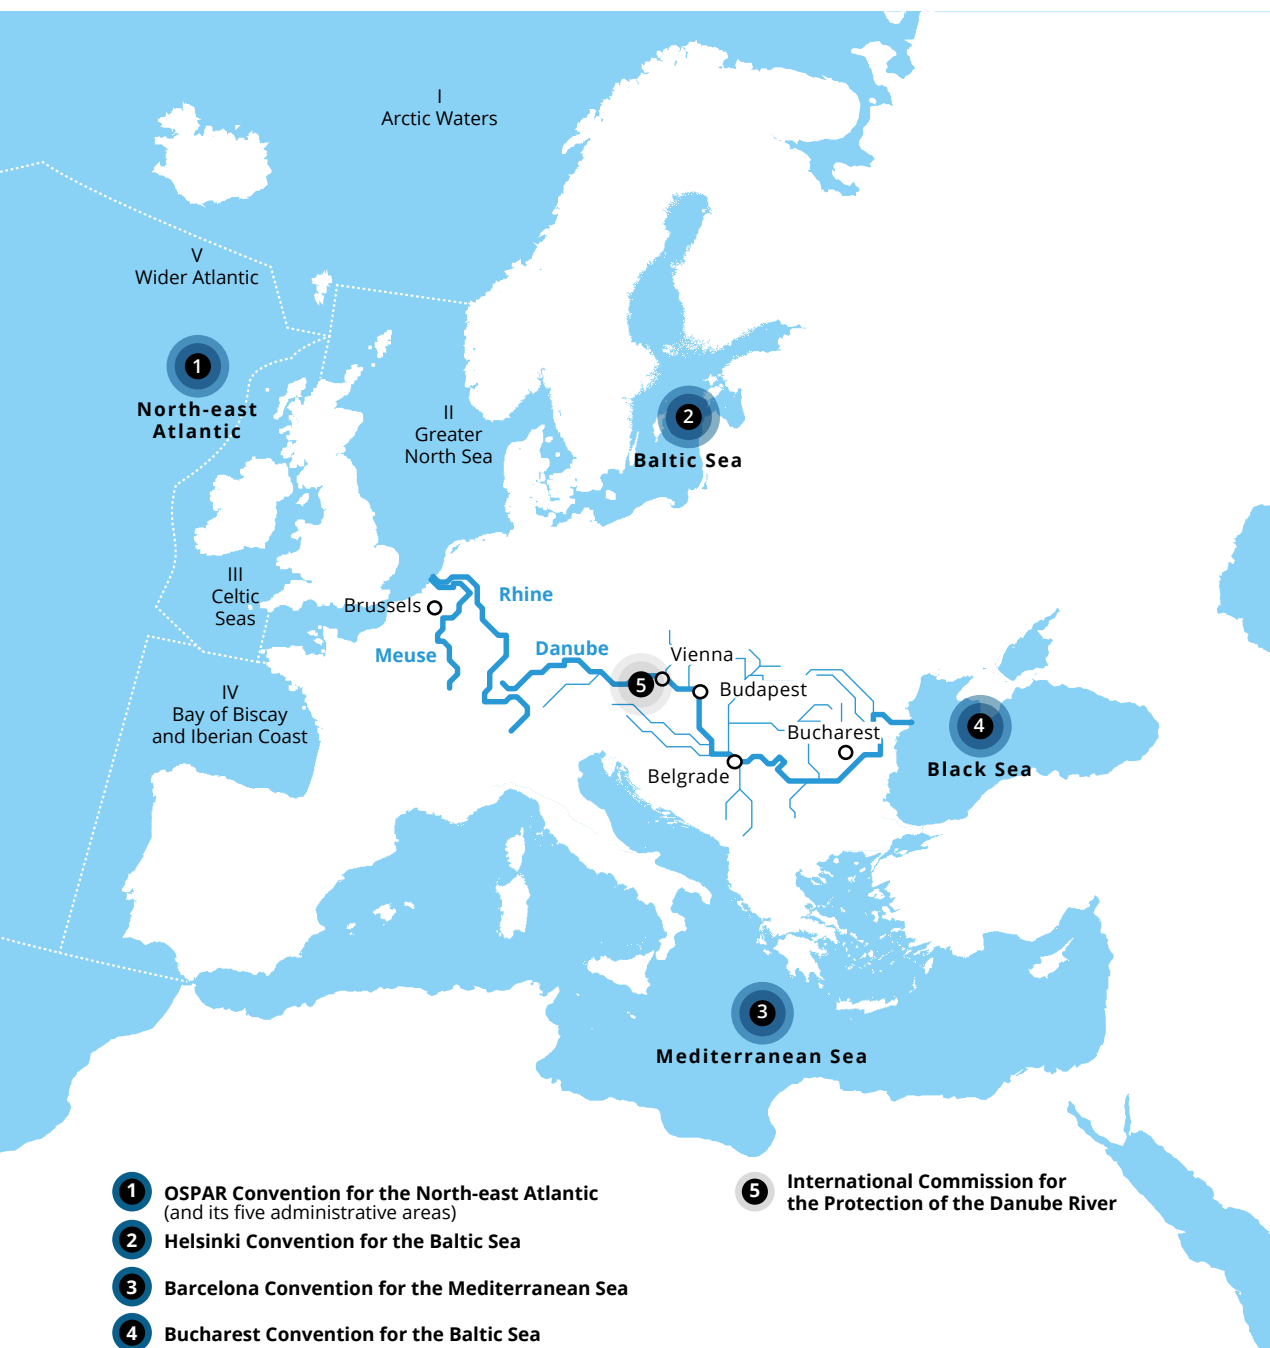 I
Arctic Waters
V
Wider Atlantic
1
North-east
Atlantic
II
Greater
North Sea
2
Baltic Sea
III
Celtic
Seas
Brussels
Rhine
Meuse
Danube
Vienna
5
Budapest
IV
Bay of Biscay
and Iberian Coast
Bucharest
4
Black Sea
Belgrade
3
Mediterranean Sea
1 OSPAR Convention for the North-east Atlantic
(and its five administrative areas)
2 Helsinki Convention for the Baltic Sea
3 Barcelona Convention for the Mediterranean Sea
4 Bucharest Convention for the Baltic Sea
5 International Commission for
the Protection of the Danube River